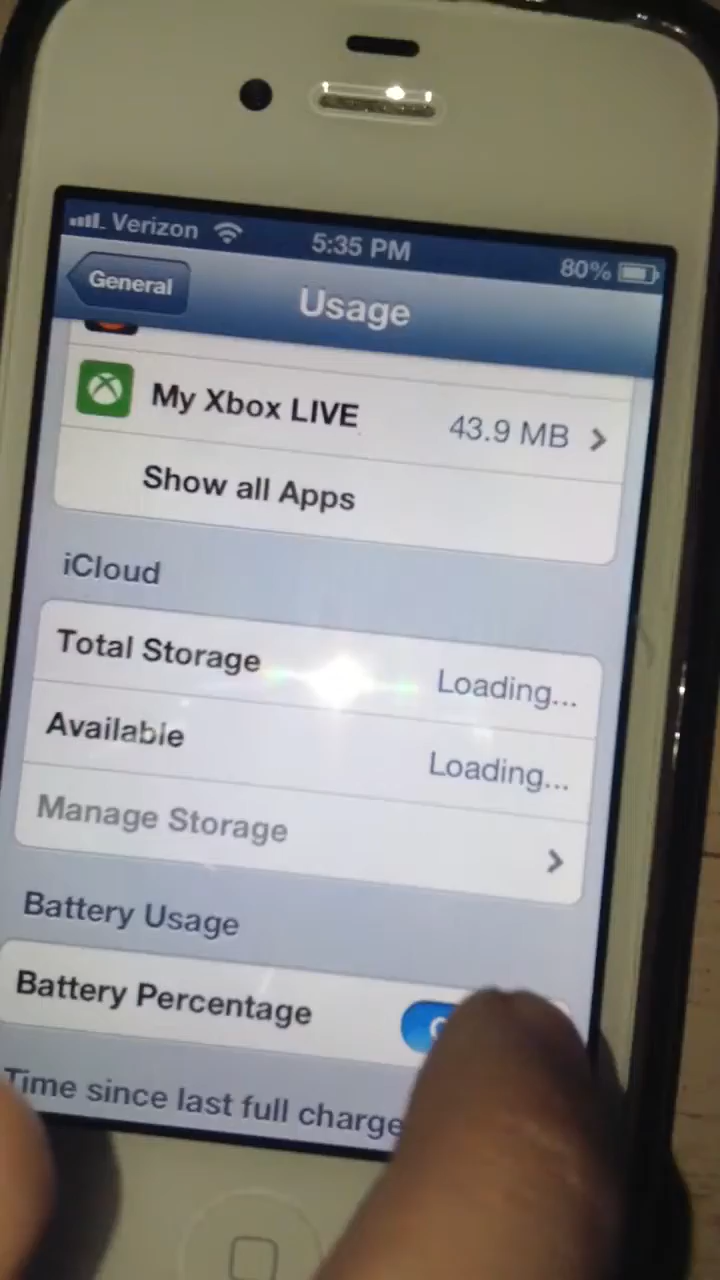 Verizon 5:35 PM 80%
General Usage
My Xbox LIVE 43.9 MB
Show all Apps
iCloud
Total Storage Loading...
Available Loading...
Manage Storage
Battery Usage
Battery Percentage
Time since last full charge